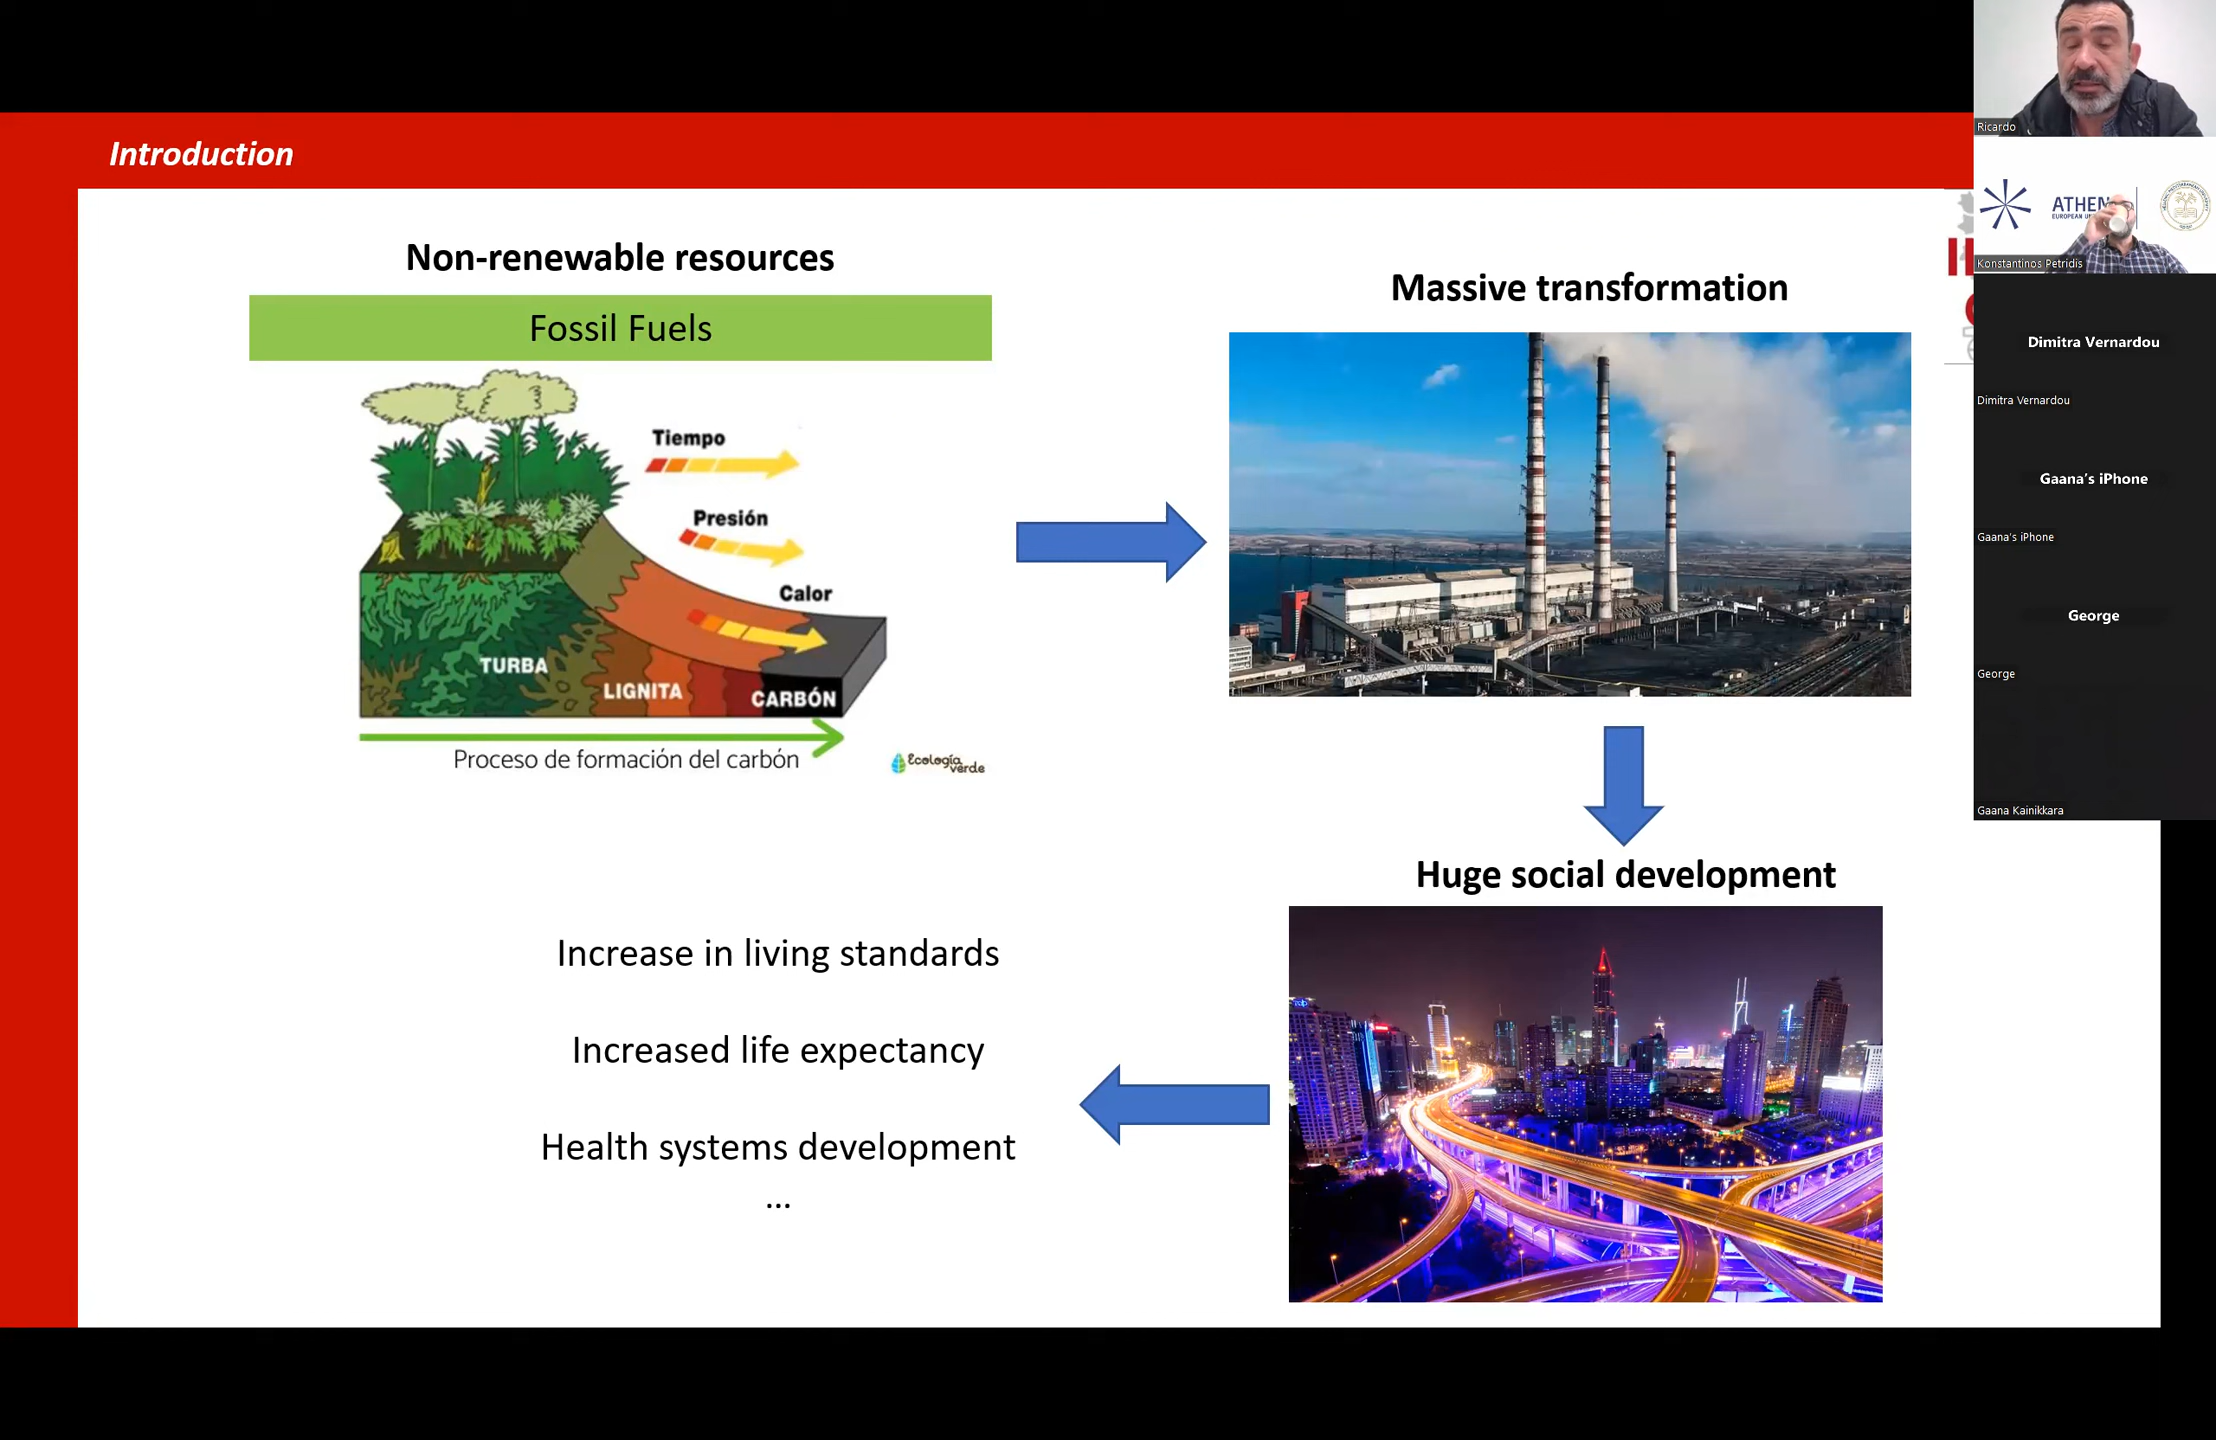 Introduction
Non-renewable resources
Fossil Fuels
Tiempo
Presión
Calor
TURBA
LIGNITA
CARBÓN
Proceso de formación del carbón
Ecología
verde
Massive transformation
Huge social development
Increase in living standards
Increased life expectancy
Health systems development
...
Ricardo
ATHEN
EUROPEAN
Konstantinos Petridis
Dimitra Vernardou
Dimitra Vernardou
Gaana's iPhone
Gaana's iPhone
George
George
Gaana Kainikkara